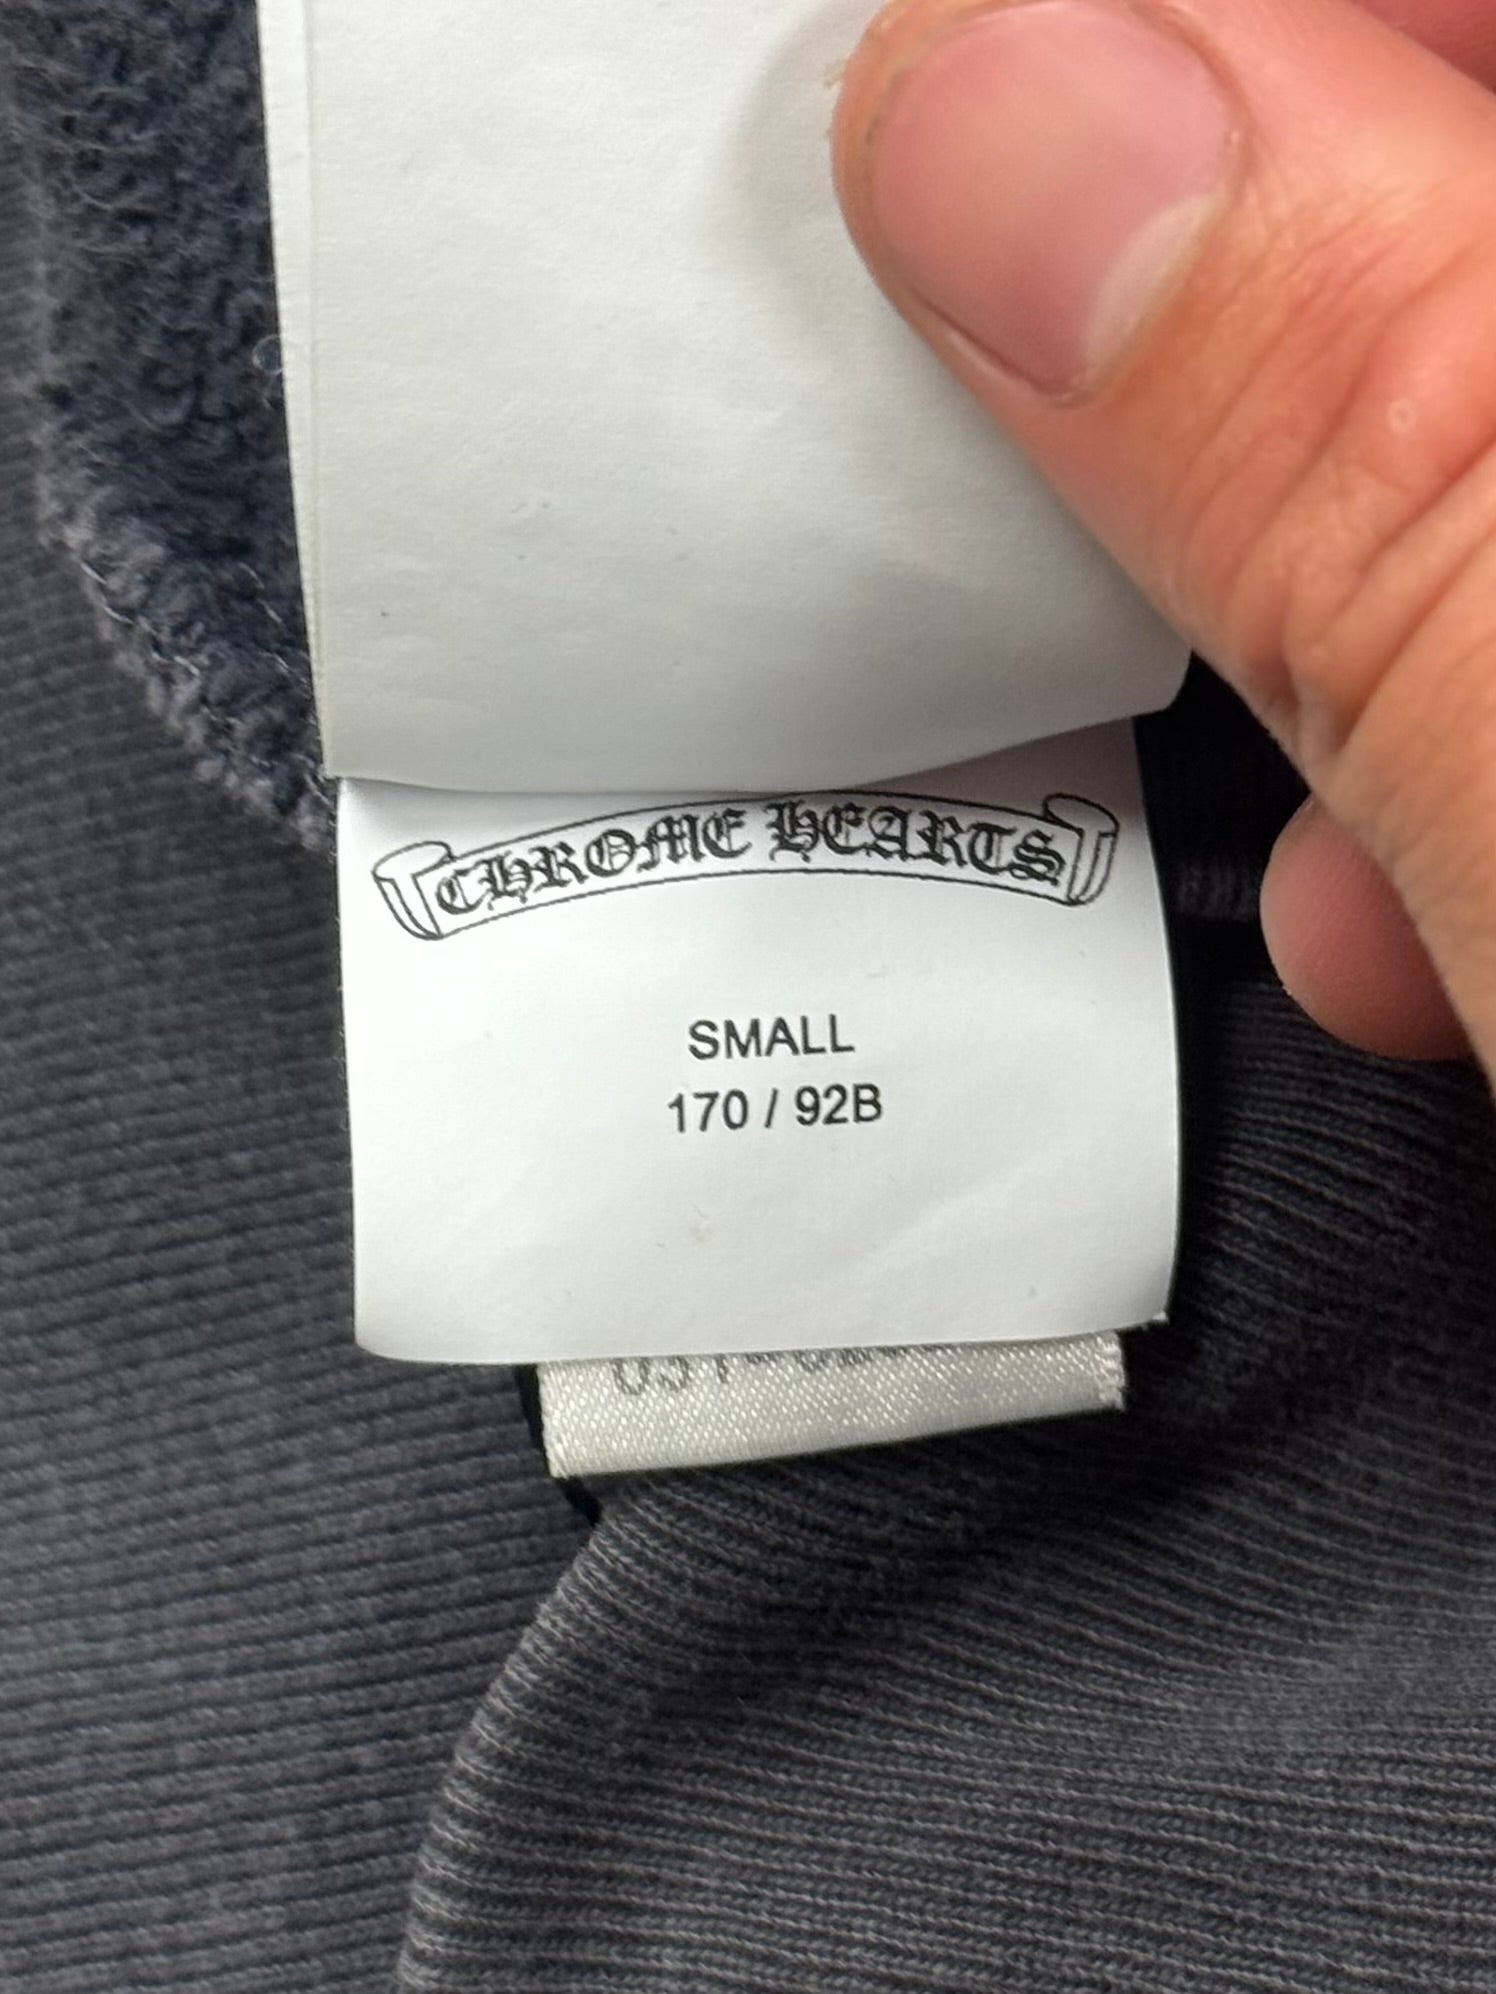 CHROME HEARTS
SMALL
170 / 92B